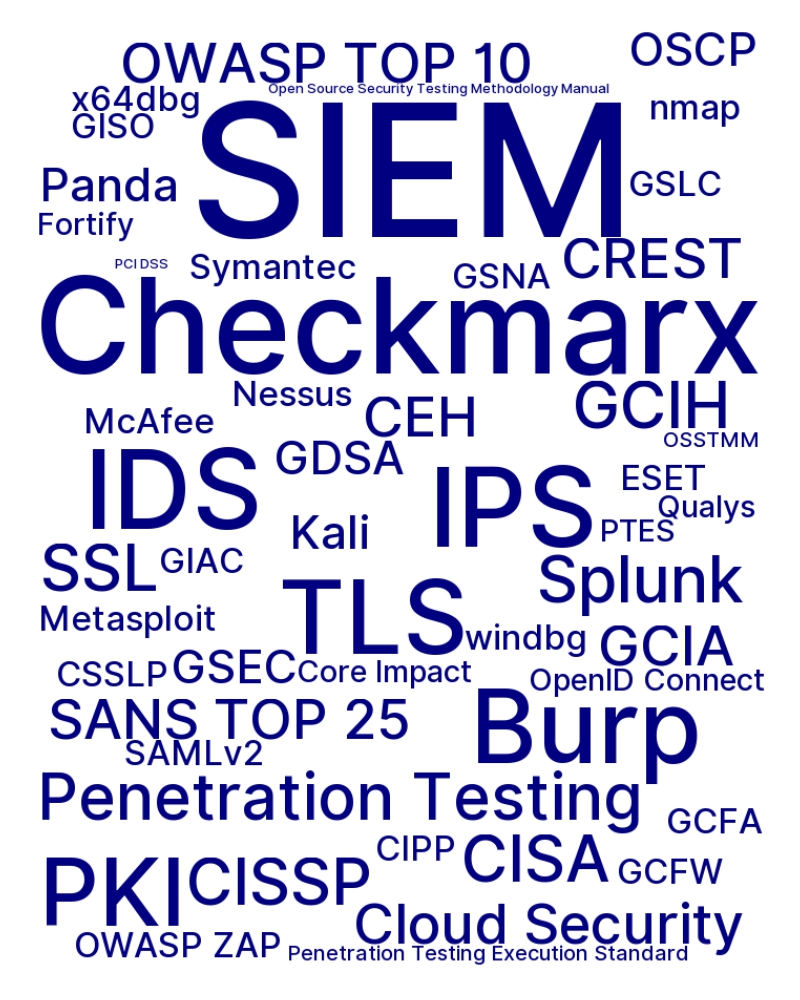 OWASP TOP 10
OSCP
Open Source Security Testing Methodology Manual
x64dbg
nmap
GISO
SIEM
Panda
GSLC
Fortify
CREST
PCI DSS
Symantec
GSNA
Checkmarx
Nessus
GCIH
McAfee
CEH
OSSTMM
GDSA
IDS
IPS
ESET
Qualys
Kali
PTES
SSL
GIAC
Splunk
TLS
Metasploit
windbg
GCIA
CSSLP
GSEC
Core Impact
OpenID Connect
SANS TOP 25
Burp
SAMLv2
Penetration Testing
GCFA
CIPP
CISA
GCFW
PKI
CISSP
Cloud Security
OWASP ZAP
Penetration Testing Execution Standard